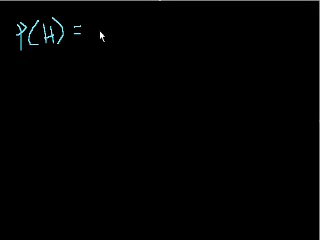 P(H) =